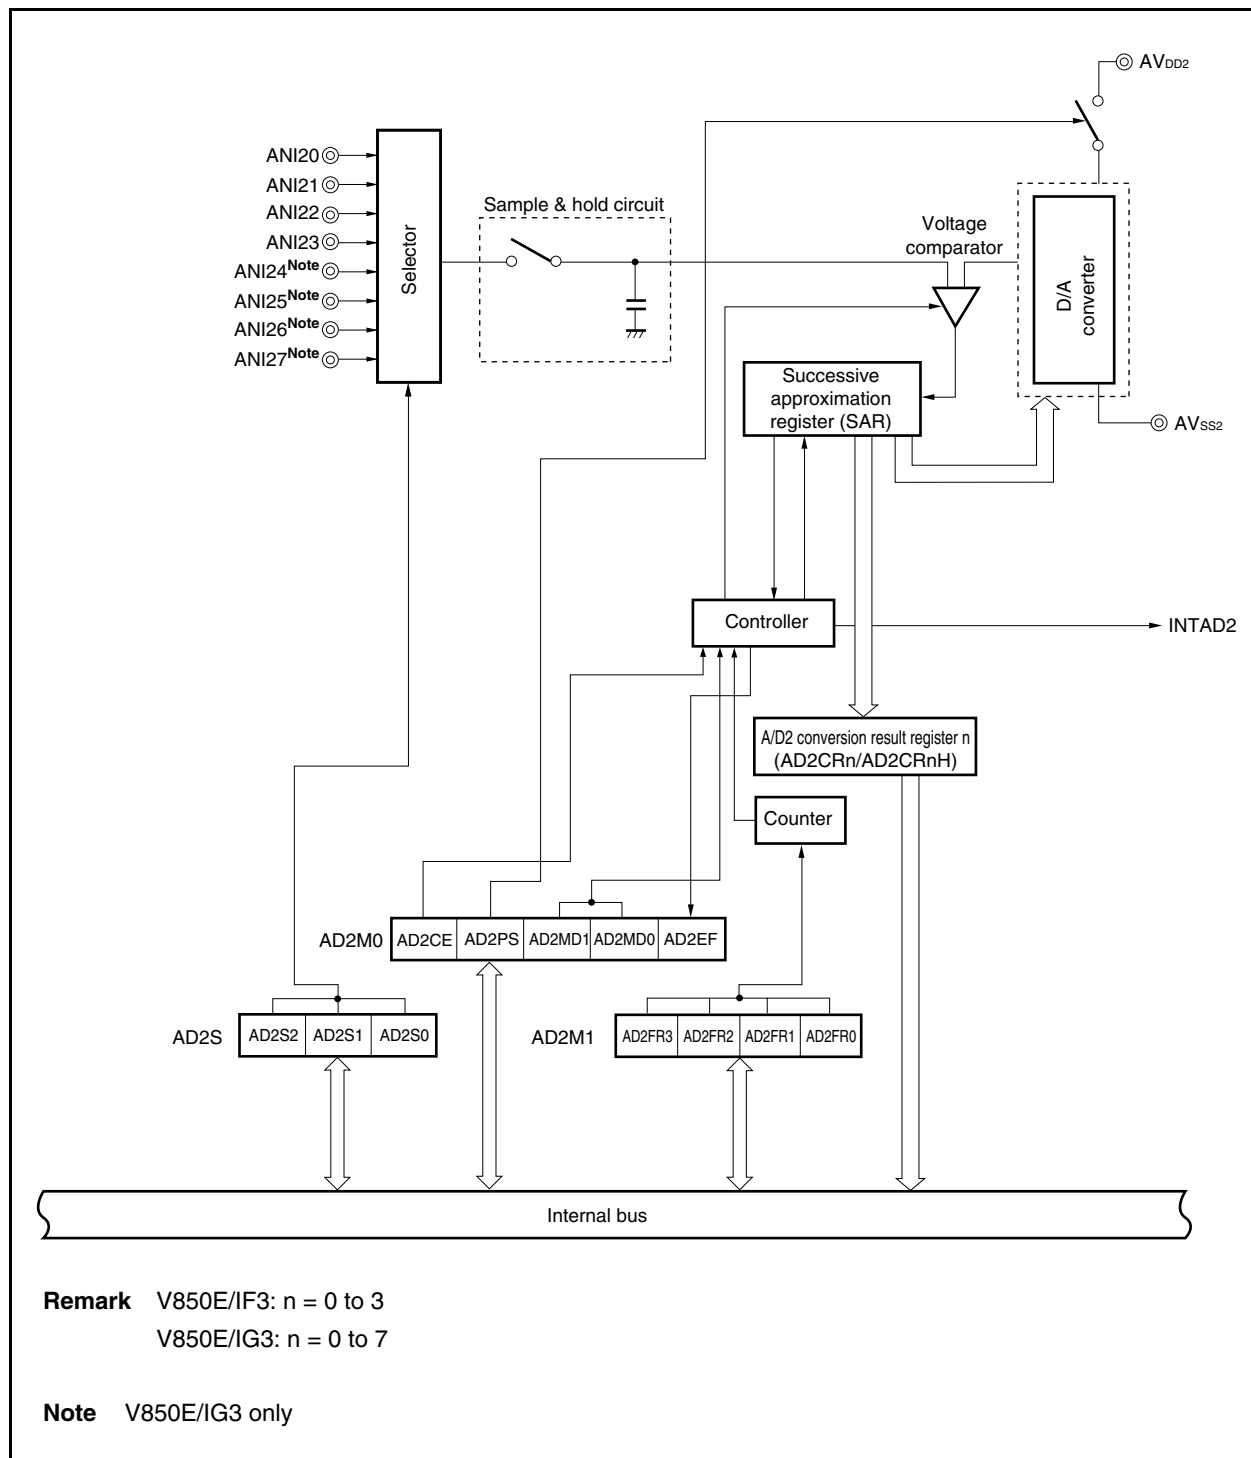 AVDD2
ANI20
ANI21
ANI22
ANI23
ANI24Note
ANI25Note
ANI26Note
ANI27Note
Selector
Sample & hold circuit
Voltage
comparator
D/A
converter
Successive
approximation
register (SAR)
AVSS2
Controller
INTAD2
A/D2 conversion result register n
(AD2CRn/AD2CRnH)
Counter
AD2M0 AD2CE AD2PS AD2MD1 AD2MD0 AD2EF
AD2S AD2S2 AD2S1 AD2S0
AD2M1 AD2FR3 AD2FR2 AD2FR1 AD2FR0
Internal bus
Remark V850E/IF3: n = 0 to 3
V850E/IG3: n = 0 to 7
Note V850E/IG3 only